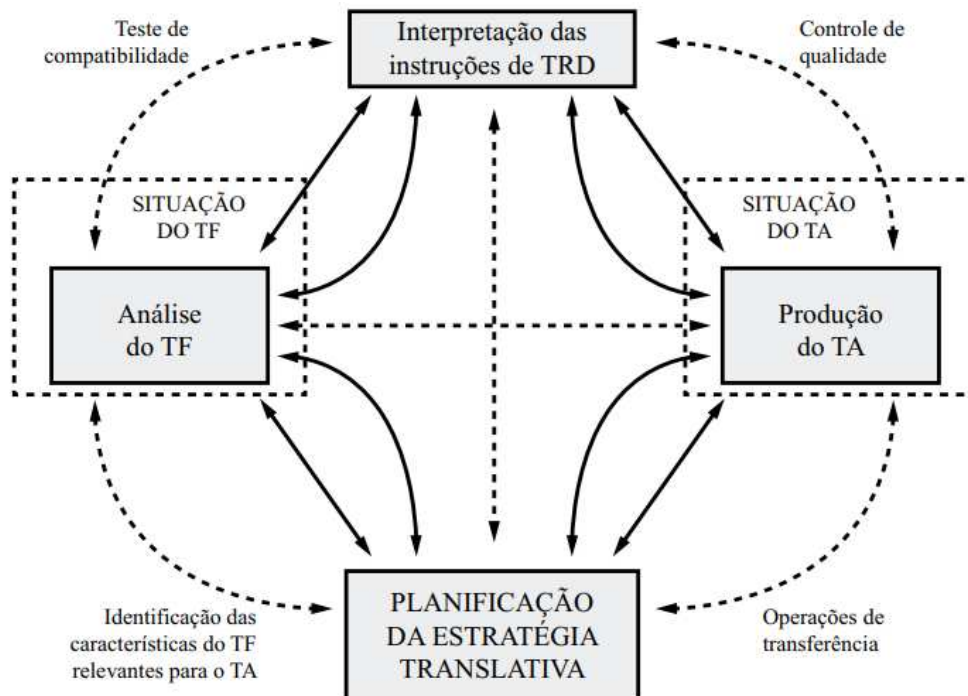 Teste de
compatibilidade
Interpretação das
instruções de TRD
Controle de
qualidade
SITUAÇÃO
DO TF
SITUAÇÃO
DO TA
Análise
do TF
Produção
do TA
Identificação das
características do TF
relevantes para o TA
PLANIFICAÇÃO
DA ESTRATÉGIA
TRANSLATIVA
Operações de
transferência